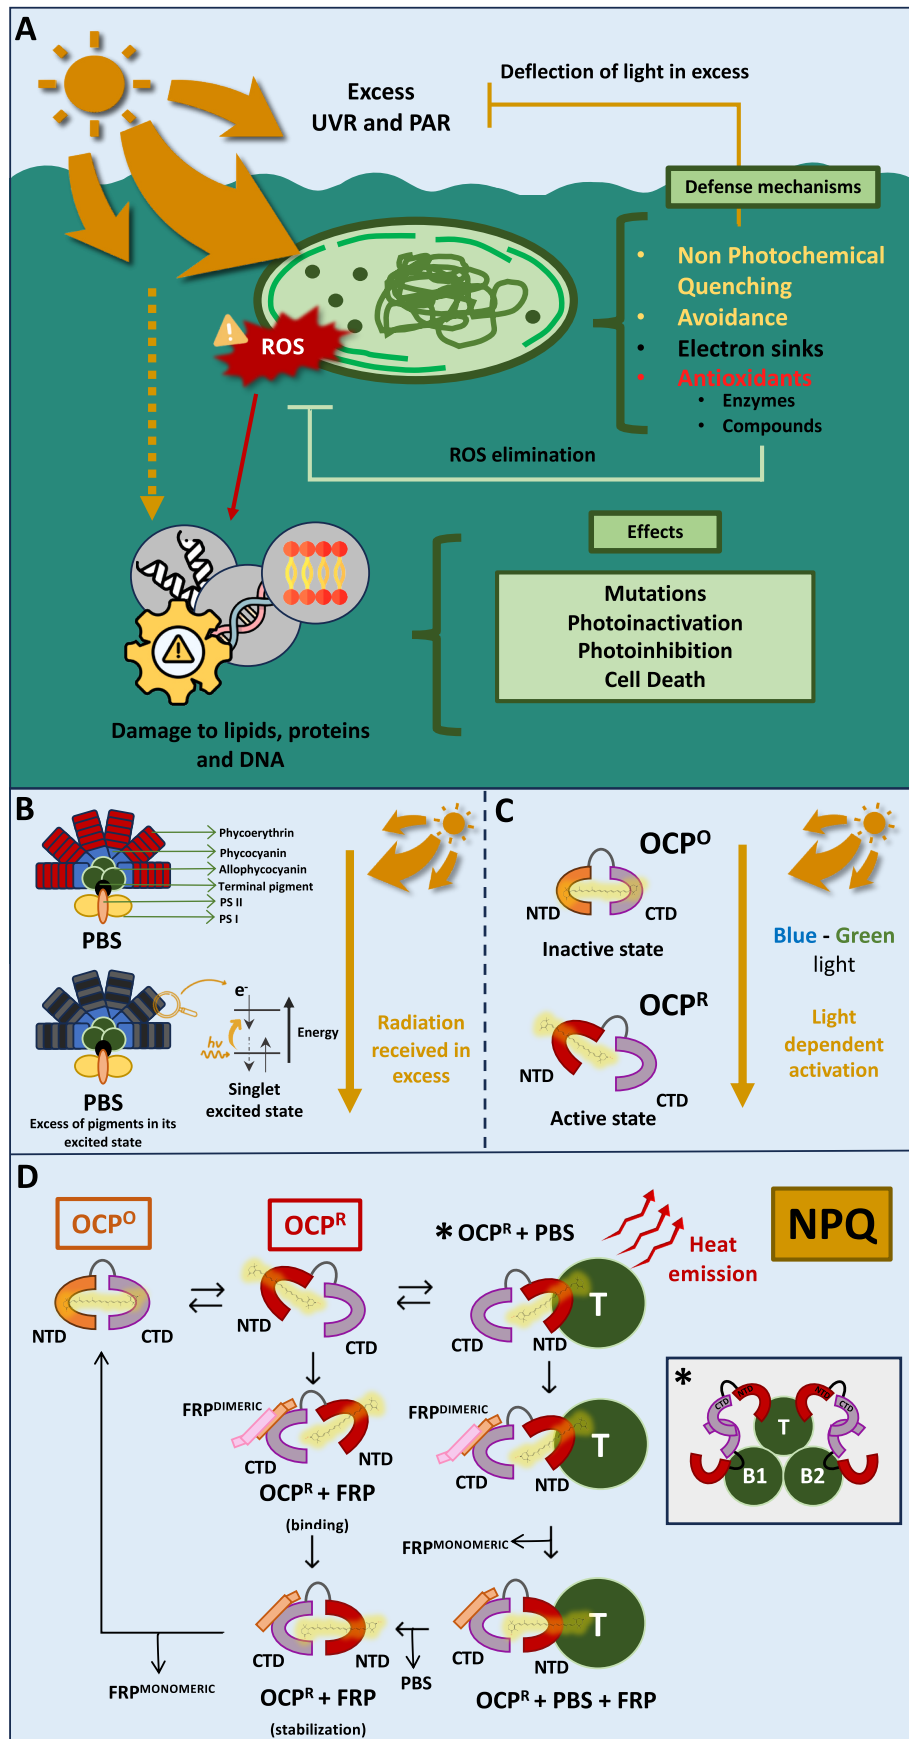 A
Deflection of light in excess
Excess
UVR and PAR
Defense mechanisms
• Non Photochemical
Quenching
• Avoidance
• Electron sinks
• Antioxidants
• Enzymes
• Compounds
ROS
ROS elimination
Effects
Mutations
Photoinactivation
Photoinhibition
Cell Death
Damage to lipids, proteins
and DNA
B
Phycoerythrin
Phycocyanin
Allophycocyanin
Terminal pigment
PS II
PS I
PBS
e-
hv
Energy
Singlet
excited state
PBS
Excess of pigments in its
excited state
Radiation
received in
excess
C
OCPO
NTD
CTD
Inactive state
OCPR
NTD
CTD
Active state
Blue - Green
light
Light
dependent
activation
D
OCPO
OCPR
* OCPR + PBS
NPQ
Heat
emission
T
NTD
CTD
NTD
CTD
CTD
NTD
FRPDIMERIC
CTD
NTD
OCPR + FRP
(binding)
FRPDIMERIC
T
CTD
NTD
*
CTD
NTD
NTD
CTD
T
B1
B2
FRPMONOMERIC
T
CTD
NTD
OCPR + FRP
(stabilization)
PBS
CTD
NTD
OCPR + PBS + FRP
FRPMONOMERIC